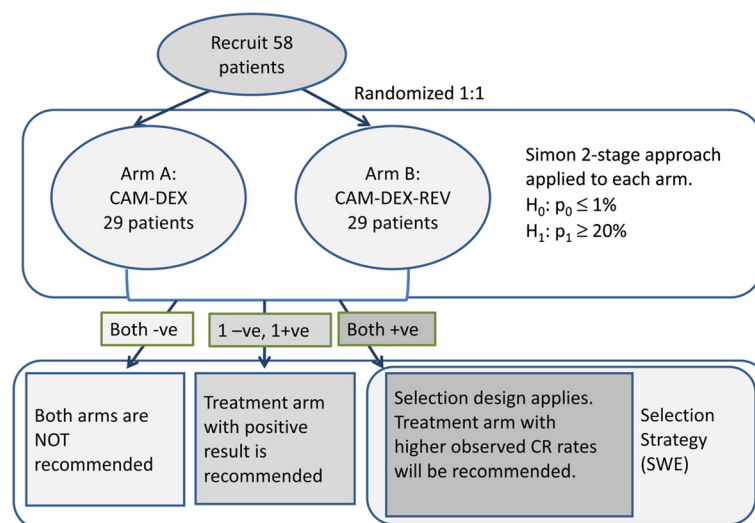 Recruit 58
patients
Randomized 1:1
Arm A:
CAM-DEX
29 patients
Arm B:
CAM-DEX-REV
29 patients
Simon 2-stage approach
applied to each arm.
H₀: p₀ ≤ 1%
H₁: p₁ ≥ 20%
Both -ve
1 –ve, 1+ve
Both +ve
Both arms are
NOT
recommended
Treatment arm
with positive
result is
recommended
Selection design applies.
Treatment arm with
higher observed CR rates
will be recommended.
Selection
Strategy
(SWE)